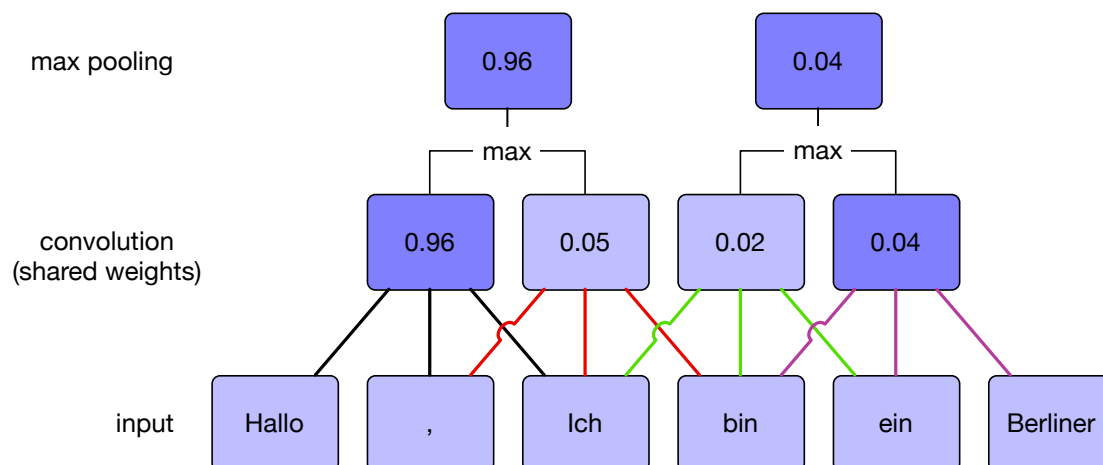 max pooling
0.96
0.04
max
max
convolution
(shared weights)
0.96
0.05
0.02
0.04
input
Hallo
,
Ich
bin
ein
Berliner